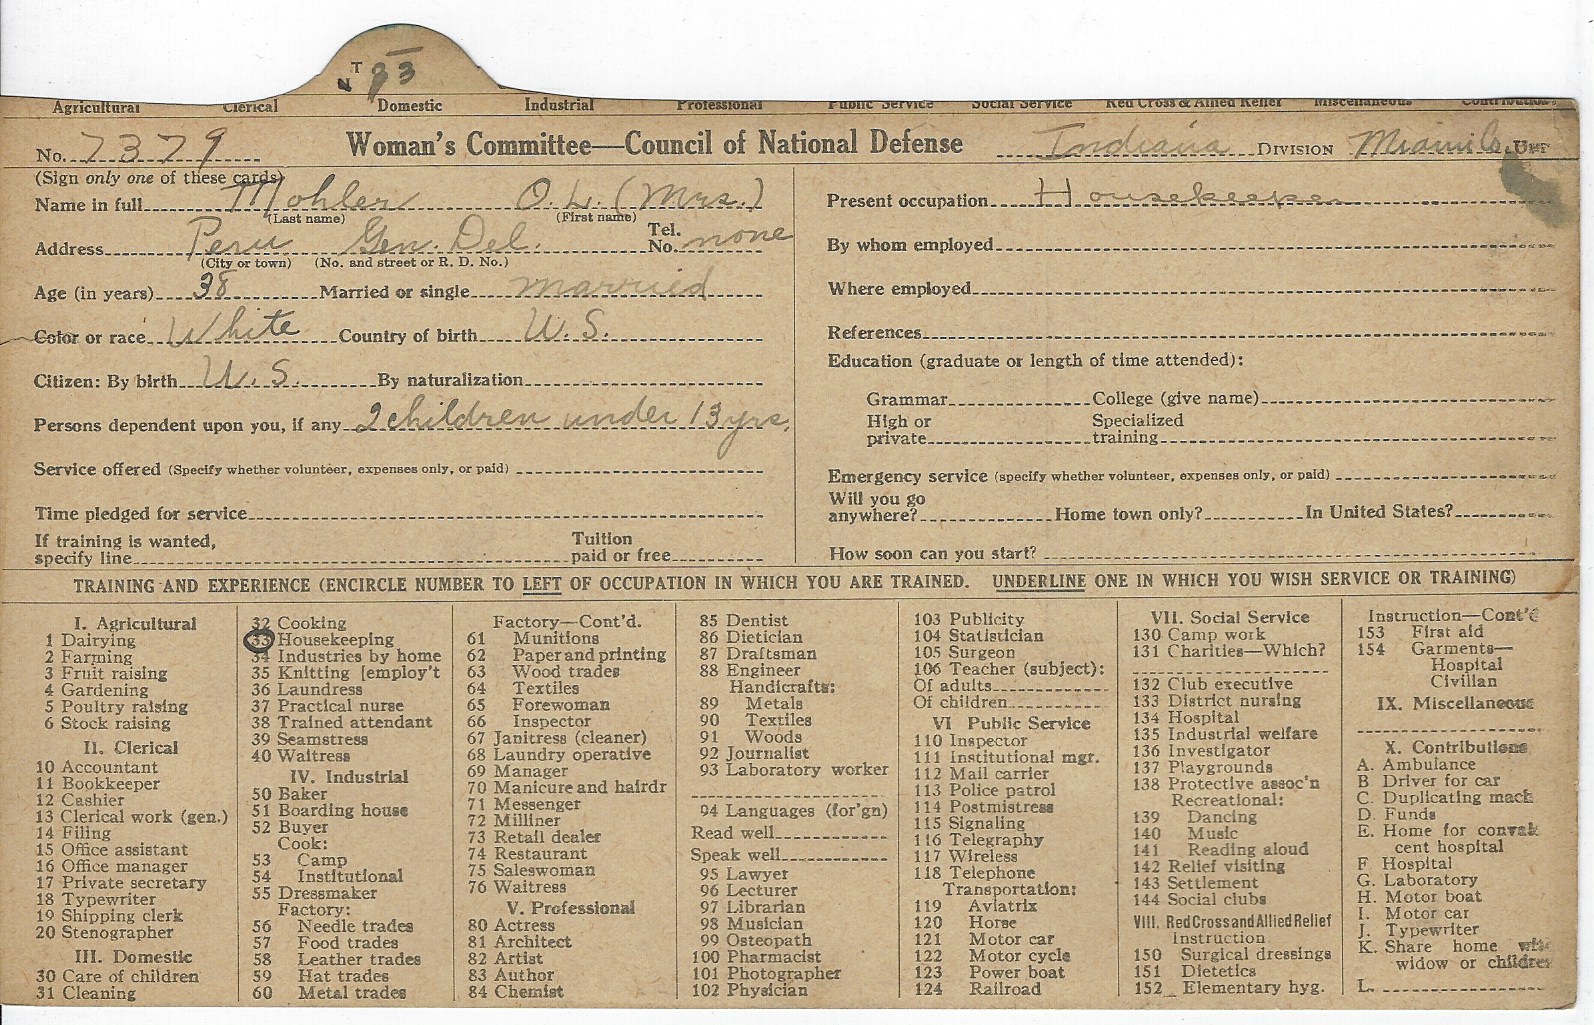 NT 33
Agricultural Clerical Domestic Industrial Professional Public Service Social Service Red Cross & Allied Relief Miscellaneous Contributions
No. 7379 Woman's Committee—Council of National Defense Indiana DIVISION Miami Co. UNIT
(Sign only one of these cards)
Name in full Mohler O. L. (Mrs.)
(Last name) (First name)
Address Peru Gen. Del. Tel. No. none
(City or town) (No. and street or R. D. No.)
Age (in years) 38 Married or single married
Color or race White Country of birth U. S.
Citizen: By birth U. S. By naturalization
Persons dependent upon you, if any 2 children under 13 yrs.
Service offered (Specify whether volunteer, expenses only, or paid)
Time pledged for service
If training is wanted, specify line Tuition paid or free
Present occupation Housekeeper
By whom employed
Where employed
References
Education (graduate or length of time attended):
Grammar College (give name)
High or private Specialized training
Emergency service (specify whether volunteer, expenses only, or paid)
Will you go anywhere? Home town only? In United States?
How soon can you start?
TRAINING AND EXPERIENCE (ENCIRCLE NUMBER TO LEFT OF OCCUPATION IN WHICH YOU ARE TRAINED. UNDERLINE ONE IN WHICH YOU WISH SERVICE OR TRAINING)
I. Agricultural
1 Dairying
2 Farming
3 Fruit raising
4 Gardening
5 Poultry raising
6 Stock raising
II. Clerical
10 Accountant
11 Bookkeeper
12 Cashier
13 Clerical work (gen.)
14 Filing
15 Office assistant
16 Office manager
17 Private secretary
18 Typewriter
19 Shipping clerk
20 Stenographer
III. Domestic
30 Care of children
31 Cleaning
32 Cooking
33 Housekeeping
34 Industries by home
35 Knitting [employ't
36 Laundress
37 Practical nurse
38 Trained attendant
39 Seamstress
40 Waitress
IV. Industrial
50 Baker
51 Boarding house
52 Buyer
Cook:
53 Camp
54 Institutional
55 Dressmaker
Factory:
56 Needle trades
57 Food trades
58 Leather trades
59 Hat trades
60 Metal trades
Factory—Cont'd.
61 Munitions
62 Paper and printing
63 Wood trades
64 Textiles
65 Forewoman
66 Inspector
67 Janitress (cleaner)
68 Laundry operative
69 Manager
70 Manicure and hairdr
71 Messenger
72 Milliner
73 Retail dealer
74 Restaurant
75 Saleswoman
76 Waitress
V. Professional
80 Actress
81 Architect
82 Artist
83 Author
84 Chemist
85 Dentist
86 Dietician
87 Draftsman
88 Engineer
Handicrafts:
89 Metals
90 Textiles
91 Woods
92 Journalist
93 Laboratory worker
94 Languages (for'gn)
Read well
Speak well
95 Lawyer
96 Lecturer
97 Librarian
98 Musician
99 Osteopath
100 Pharmacist
101 Photographer
102 Physician
103 Publicity
104 Statistician
105 Surgeon
106 Teacher (subject):
Of adults
Of children
VI Public Service
110 Inspector
111 Institutional mgr.
112 Mail carrier
113 Police patrol
114 Postmistress
115 Signaling
116 Telegraphy
117 Wireless
118 Telephone
Transportation:
119 Aviatrix
120 Horse
121 Motor car
122 Motor cycle
123 Power boat
124 Railroad
VII. Social Service
130 Camp work
131 Charities—Which?
132 Club executive
133 District nursing
134 Hospital
135 Industrial welfare
136 Investigator
137 Playgrounds
138 Protective assoc'n
Recreational:
139 Dancing
140 Music
141 Reading aloud
142 Relief visiting
143 Settlement
144 Social clubs
VIII. Red Cross and Allied Relief
Instruction
150 Surgical dressings
151 Dietetics
152 Elementary hyg.
Instruction—Cont'd
153 First aid
154 Garments—
Hospital
Civilian
IX. Miscellaneous
X. Contributions
A. Ambulance
B Driver for car
C. Duplicating mach
D. Funds
E. Home for conval
cent hospital
F Hospital
G. Laboratory
H. Motor boat
I. Motor car
J. Typewriter
K. Share home with
widow or children
L.